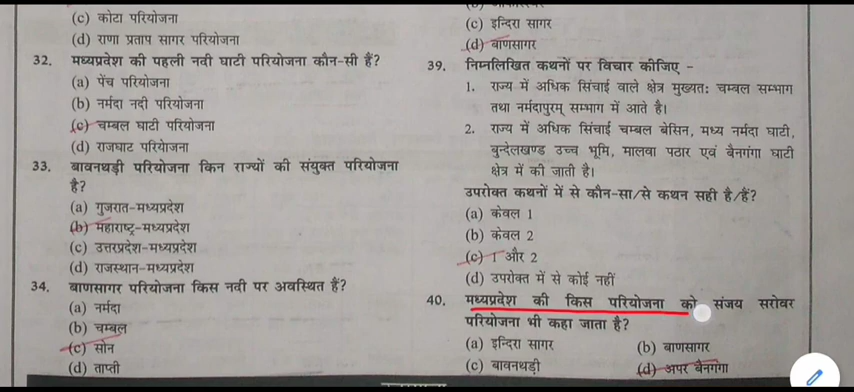 (c) कोटा परियोजना
(d) राणा प्रताप सागर परियोजना
32. मध्यप्रदेश की पहली नदी घाटी परियोजना कौन-सी हैं?
(a) पेंच परियोजना
(b) नर्मदा नदी परियोजना
(c) चम्बल घाटी परियोजना
(d) राजघाट परियोजना
33. बावनथड़ी परियोजना किन राज्यों की संयुक्त परियोजना
है?
(a) गुजरात-मध्यप्रदेश
(b) महाराष्ट्र-मध्यप्रदेश
(c) उत्तरप्रदेश-मध्यप्रदेश
(d) राजस्थान-मध्यप्रदेश
34. बाणसागर परियोजना किस नदी पर अवस्थित हैं?
(a) नर्मदा
(b) चम्बल
(c) सोन
(d) ताप्ती
(c) इन्दिरा सागर
(d) बाणसागर
39. निम्नलिखित कथनों पर विचार कीजिए -
1. राज्य में अधिक सिंचाई वाले क्षेत्र मुख्यतः चम्बल सम्भाग
तथा नर्मदापुरम् सम्भाग में आते है।
2. राज्य में अधिक सिंचाई चम्बल बेसिन, मध्य नर्मदा घाटी,
बुन्देलखण्ड उच्च भूमि, मालवा पठार एवं बैनगंगा घाटी
क्षेत्र में की जाती है।
उपरोक्त कथनों में से कौन-सा/से कथन सही है/हैं?
(a) केवल 1
(b) केवल 2
(c) 1 और 2
(d) उपरोक्त में से कोई नहीं
40. मध्यप्रदेश की किस परियोजना को संजय सरोवर
परियोजना भी कहा जाता है?
(a) इन्दिरा सागर (b) बाणसागर
(c) बावनथड़ी (d) अपर बैनगंगा